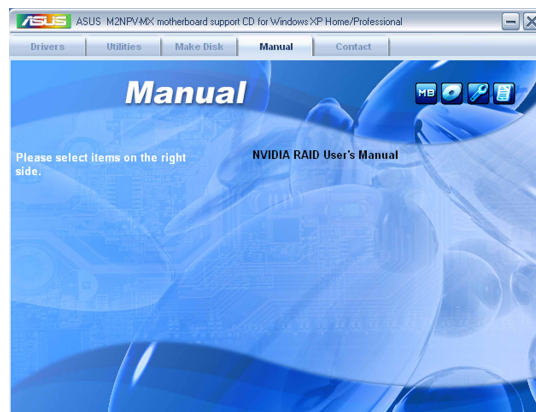 ASUS M2NPV-MX motherboard support CD for Windows XP Home/Professional
Drivers Utilities Make Disk Manual Contact
Manual
MB
Please select items on the right
side.
NVIDIA RAID User's Manual